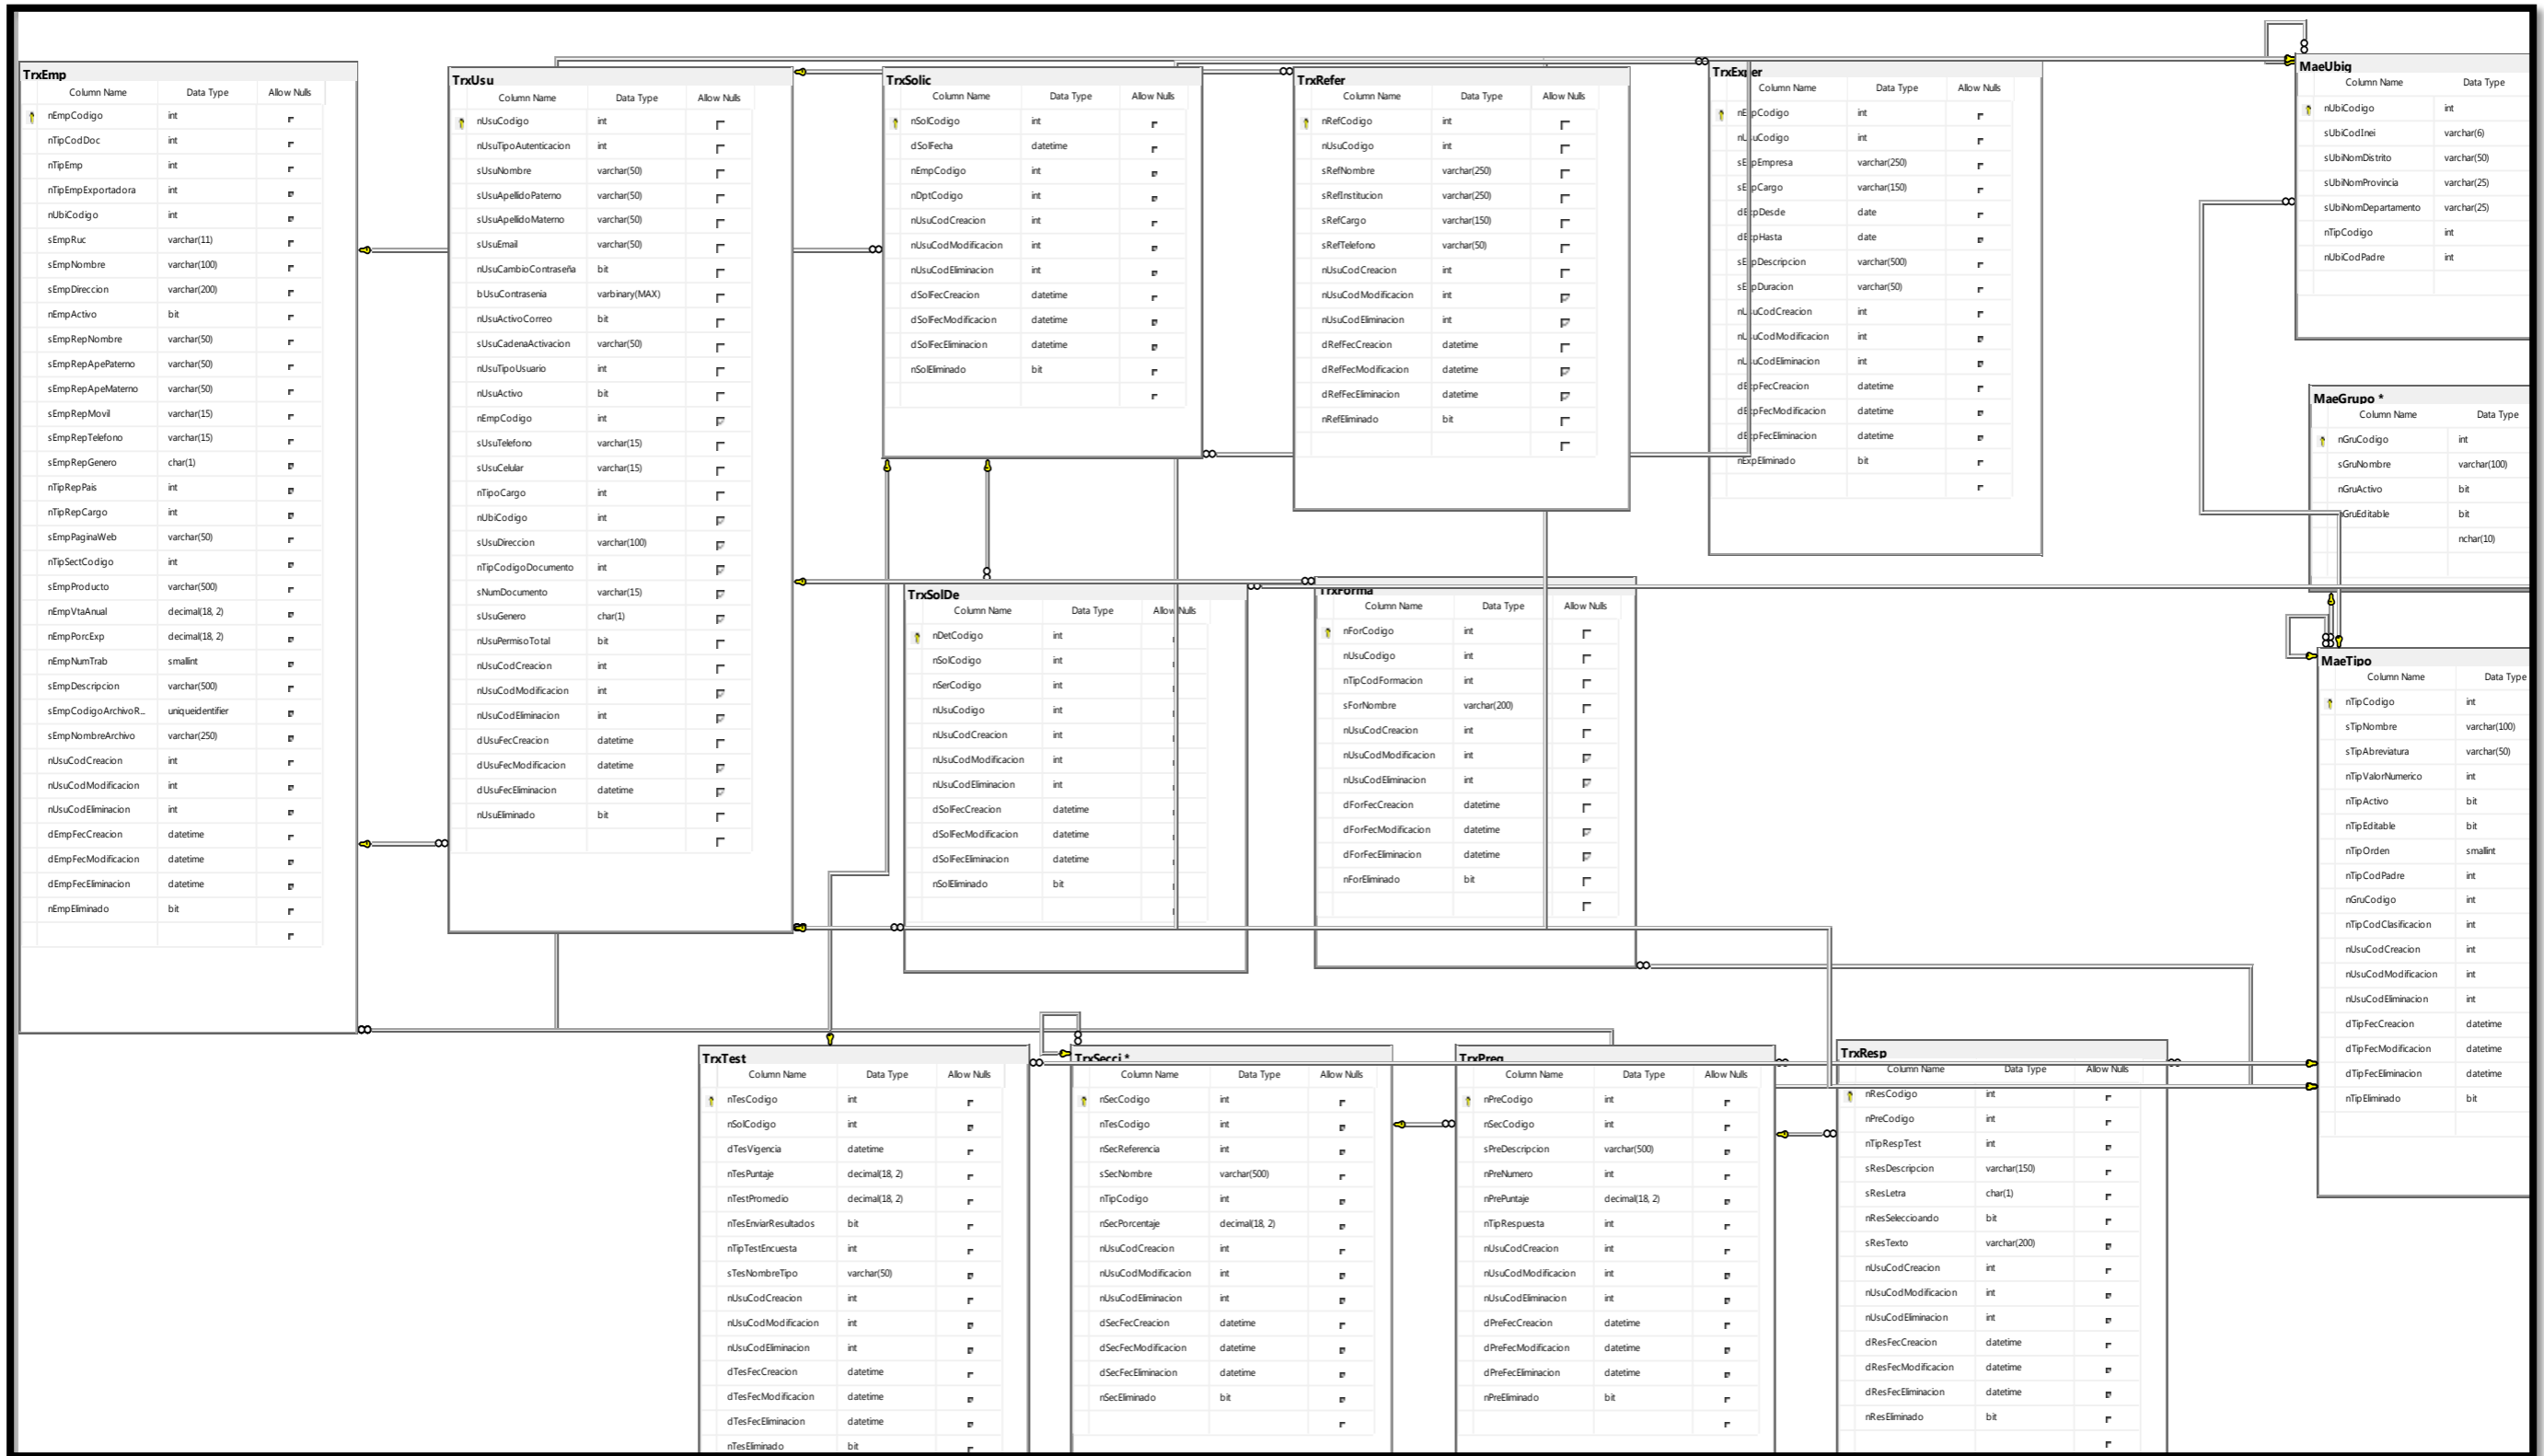 TrxEmp
Column Name Data Type Allow Nulls
nEmpCodigo int
nTipCodDoc int
nTipEmp int
nTipEmpExportadora int
nUbiCodigo int
sEmpRuc varchar(11)
sEmpNombre varchar(100)
sEmpDireccion varchar(200)
nEmpActivo bit
sEmpRepNombre varchar(50)
sEmpRepApePaterno varchar(50)
sEmpRepApeMaterno varchar(50)
sEmpRepMovil varchar(15)
sEmpRepTelefono varchar(15)
sEmpRepGenero char(1)
nTipRepPais int
nTipRepCargo int
sEmpPaginaWeb varchar(50)
nTipSectCodigo int
sEmpProducto varchar(500)
nEmpVtaAnual decimal(18, 2)
nEmpPorcExp decimal(18, 2)
nEmpNumTrab smallint
sEmpDescripcion varchar(500)
sEmpCodigoArchivoR... uniqueidentifier
sEmpNombreArchivo varchar(250)
nUsuCodCreacion int
nUsuCodModificacion int
nUsuCodEliminacion int
dEmpFecCreacion datetime
dEmpFecModificacion datetime
dEmpFecEliminacion datetime
nEmpEliminado bit
TrxUsu
Column Name Data Type Allow Nulls
nUsuCodigo int
nUsuTipoAutenticacion int
sUsuNombre varchar(50)
sUsuApellidoPaterno varchar(50)
sUsuApellidoMaterno varchar(50)
sUsuEmail varchar(50)
nUsuCambioContraseña bit
bUsuContrasenia varbinary(MAX)
nUsuActivoCorreo bit
sUsuCadenaActivacion varchar(50)
nUsuTipoUsuario int
nUsuActivo bit
nEmpCodigo int
sUsuTelefono varchar(15)
sUsuCelular varchar(15)
nTipoCargo int
nUbiCodigo int
sUsuDireccion varchar(100)
nTipCodigoDocumento int
sNumDocumento varchar(15)
sUsuGenero char(1)
nUsuPermisoTotal bit
nUsuCodCreacion int
nUsuCodModificacion int
nUsuCodEliminacion int
dUsuFecCreacion datetime
dUsuFecModificacion datetime
dUsuFecEliminacion datetime
nUsuEliminado bit
TrxSolic
Column Name Data Type Allow Nulls
nSolCodigo int
dSolFecha datetime
nEmpCodigo int
nDptCodigo int
nUsuCodCreacion int
nUsuCodModificacion int
nUsuCodEliminacion int
dSolFecCreacion datetime
dSolFecModificacion datetime
dSolFecEliminacion datetime
nSolEliminado bit
TrxRefer
Column Name Data Type Allow Nulls
nRefCodigo int
nUsuCodigo int
sRefNombre varchar(250)
sRefInstitucion varchar(250)
sRefCargo varchar(150)
sRefTelefono varchar(50)
nUsuCodCreacion int
nUsuCodModificacion int
nUsuCodEliminacion int
dRefFecCreacion datetime
dRefFecModificacion datetime
dRefFecEliminacion datetime
nRefEliminado bit
TrxExper
Column Name Data Type Allow Nulls
nExpCodigo int
nUsuCodigo int
sExpEmpresa varchar(250)
sExpCargo varchar(150)
dExpDesde date
dExpHasta date
sExpDescripcion varchar(500)
sExpDuracion varchar(50)
nUsuCodCreacion int
nUsuCodModificacion int
nUsuCodEliminacion int
dExpFecCreacion datetime
dExpFecModificacion datetime
dExpFecEliminacion datetime
nExpEliminado bit
MaeUbig
Column Name Data Type
nUbiCodigo int
sUbiCodInei varchar(6)
sUbiNomDistrito varchar(50)
sUbiNomProvincia varchar(25)
sUbiNomDepartamento varchar(25)
nTipCodigo int
nUbiCodPadre int
MaeGrupo *
Column Name Data Type
nGruCodigo int
sGruNombre varchar(100)
nGruActivo bit
nGruEditable bit
nchar(10)
TrxSolDe
Column Name Data Type Allow Nulls
nDetCodigo int
nSolCodigo int
nSerCodigo int
nUsuCodigo int
nUsuCodCreacion int
nUsuCodModificacion int
nUsuCodEliminacion int
dSolFecCreacion datetime
dSolFecModificacion datetime
dSolFecEliminacion datetime
nSolEliminado bit
TrxForma
Column Name Data Type Allow Nulls
nForCodigo int
nUsuCodigo int
nTipCodFormacion int
sForNombre varchar(200)
nUsuCodCreacion int
nUsuCodModificacion int
nUsuCodEliminacion int
dForFecCreacion datetime
dForFecModificacion datetime
dForFecEliminacion datetime
nForEliminado bit
MaeTipo
Column Name Data Type
nTipCodigo int
sTipNombre varchar(100)
sTipAbreviatura varchar(50)
nTipValorNumerico int
nTipActivo bit
nTipEditable bit
nTipOrden smallint
nTipCodPadre int
nGruCodigo int
nTipCodClasificacion int
nUsuCodCreacion int
nUsuCodModificacion int
nUsuCodEliminacion int
dTipFecCreacion datetime
dTipFecModificacion datetime
dTipFecEliminacion datetime
nTipEliminado bit
TrxTest
Column Name Data Type Allow Nulls
nTesCodigo int
nSolCodigo int
dTesVigencia datetime
nTesPuntaje decimal(18, 2)
nTestPromedio decimal(18, 2)
nTesEnviarResultados bit
nTipTestEncuesta int
sTesNombreTipo varchar(50)
nUsuCodCreacion int
nUsuCodModificacion int
nUsuCodEliminacion int
dTesFecCreacion datetime
dTesFecModificacion datetime
dTesFecEliminacion datetime
nTesEliminado bit
TrxSecci *
Column Name Data Type Allow Nulls
nSecCodigo int
nTesCodigo int
nSecReferencia int
sSecNombre varchar(500)
nTipCodigo int
nSecPorcentaje decimal(18, 2)
nUsuCodCreacion int
nUsuCodModificacion int
nUsuCodEliminacion int
dSecFecCreacion datetime
dSecFecModificacion datetime
dSecFecEliminacion datetime
nSecEliminado bit
TrxPreg
Column Name Data Type Allow Nulls
nPreCodigo int
nSecCodigo int
sPreDescripcion varchar(500)
nPreNumero int
nPrePuntaje decimal(18, 2)
nTipRespuesta int
nUsuCodCreacion int
nUsuCodModificacion int
nUsuCodEliminacion int
dPreFecCreacion datetime
dPreFecModificacion datetime
dPreFecEliminacion datetime
nPreEliminado bit
TrxResp
Column Name Data Type Allow Nulls
nResCodigo int
nPreCodigo int
nTipRespTest int
sResDescripcion varchar(150)
sResLetra char(1)
nResSeleccioando bit
sResTexto varchar(200)
nUsuCodCreacion int
nUsuCodModificacion int
nUsuCodEliminacion int
dResFecCreacion datetime
dResFecModificacion datetime
dResFecEliminacion datetime
nResEliminado bit